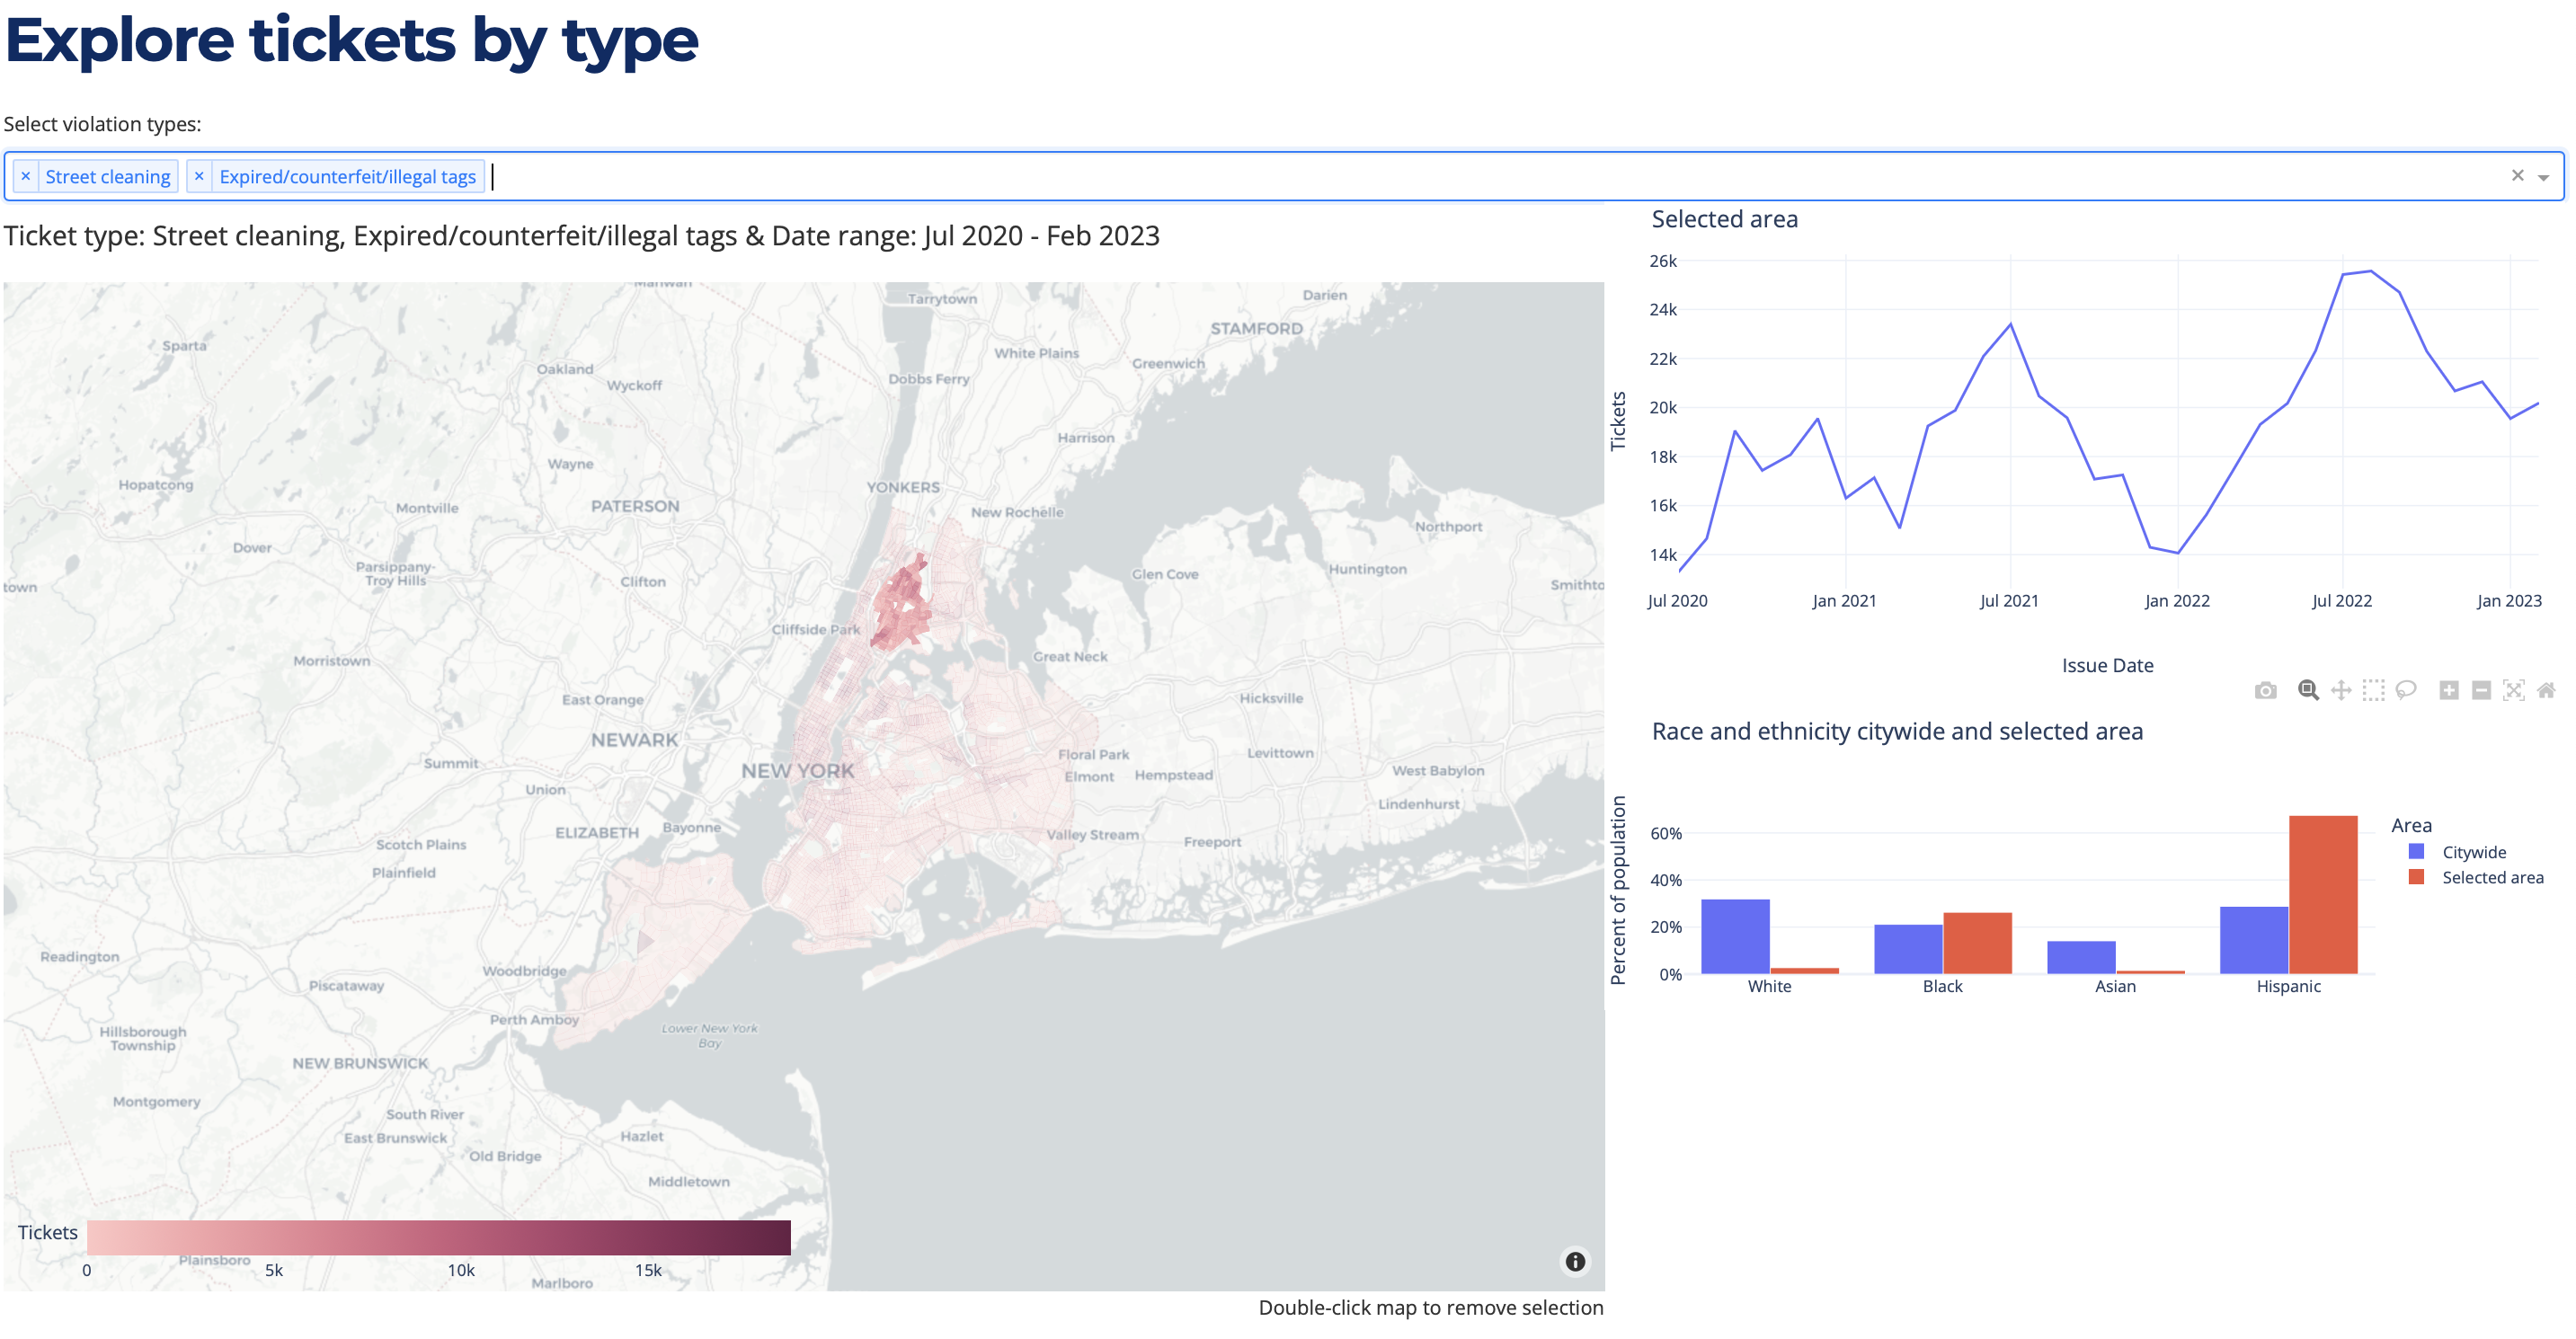 Explore tickets by type
Select violation types:
× Street cleaning × Expired/counterfeit/illegal tags ×
Ticket type: Street cleaning, Expired/counterfeit/illegal tags & Date range: Jul 2020 - Feb 2023
Tarrytown
Darien
STAMFORD
Sparta
White Plains
Greenwich
Oakland
Wyckoff
Dobbs Ferry
Harrison
Wayne
Hopatcong
YONKERS
PATERSON
Montville
New Rochelle
Northport
Dover
Parsippany-
Troy Hills
Clifton
Glen Cove
Huntington
town
Smithto
Cliffside Park
Morristown
Great Neck
East Orange
Hicksville
NEWARK
Floral Park
Levittown
Summit
NEW YORK
Elmont
Hempstead
West Babylon
Union
Lindenhurst
ELIZABETH
Bayonne
Valley Stream
Freeport
Scotch Plains
Plainfield
Readington
Woodbridge
Piscataway
Perth Amboy
Hillsborough
Township
Lower New York
Bay
NEW BRUNSWICK
Montgomery
South River
East Brunswick
Hazlet
Old Bridge
Middletown
Plainsboro
Marlboro
Tickets
0 5k 10k 15k
Double-click map to remove selection
Selected area
Tickets
26k
24k
22k
20k
18k
16k
14k
Jul 2020 Jan 2021 Jul 2021 Jan 2022 Jul 2022 Jan 2023
Issue Date
Race and ethnicity citywide and selected area
Percent of population
60%
40%
20%
0%
White Black Asian Hispanic
Area
Citywide
Selected area